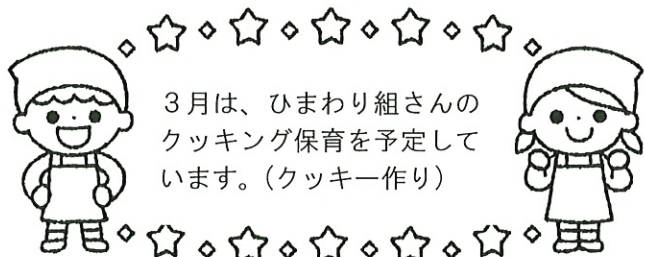 ３月は、ひまわり組さんの
クッキング保育を予定して
います。（クッキー作り）